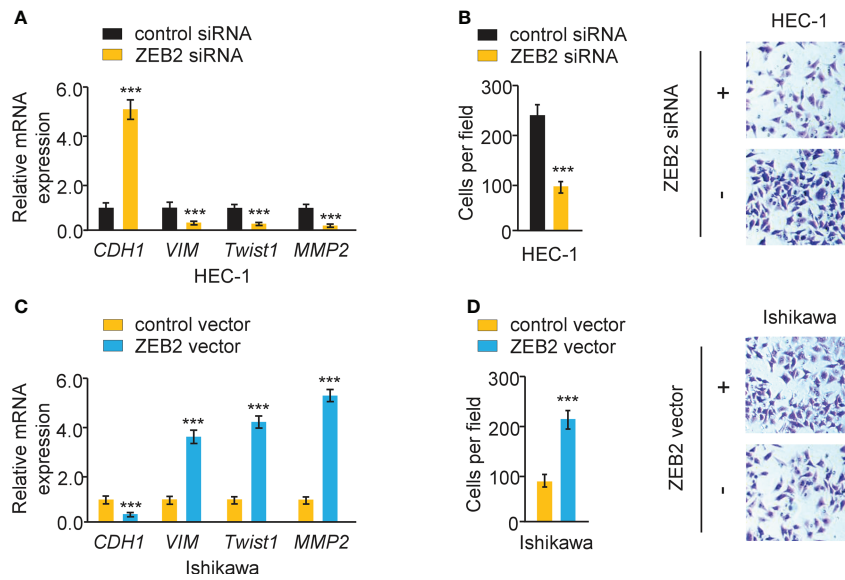 A
control siRNA
ZEB2 siRNA
Relative mRNA
expression
6.0
4.0
2.0
0.0
***
***
***
***
CDH1 VIM Twist1 MMP2
HEC-1
B
control siRNA
ZEB2 siRNA
Cells per field
300
200
100
0
***
HEC-1
HEC-1
ZEB2 siRNA
+
-
C
control vector
ZEB2 vector
Relative mRNA
expression
6.0
4.0
2.0
0.0
***
***
***
***
CDH1 VIM Twist1 MMP2
Ishikawa
D
control vector
ZEB2 vector
Cells per field
300
200
100
0
***
Ishikawa
Ishikawa
ZEB2 vector
+
-